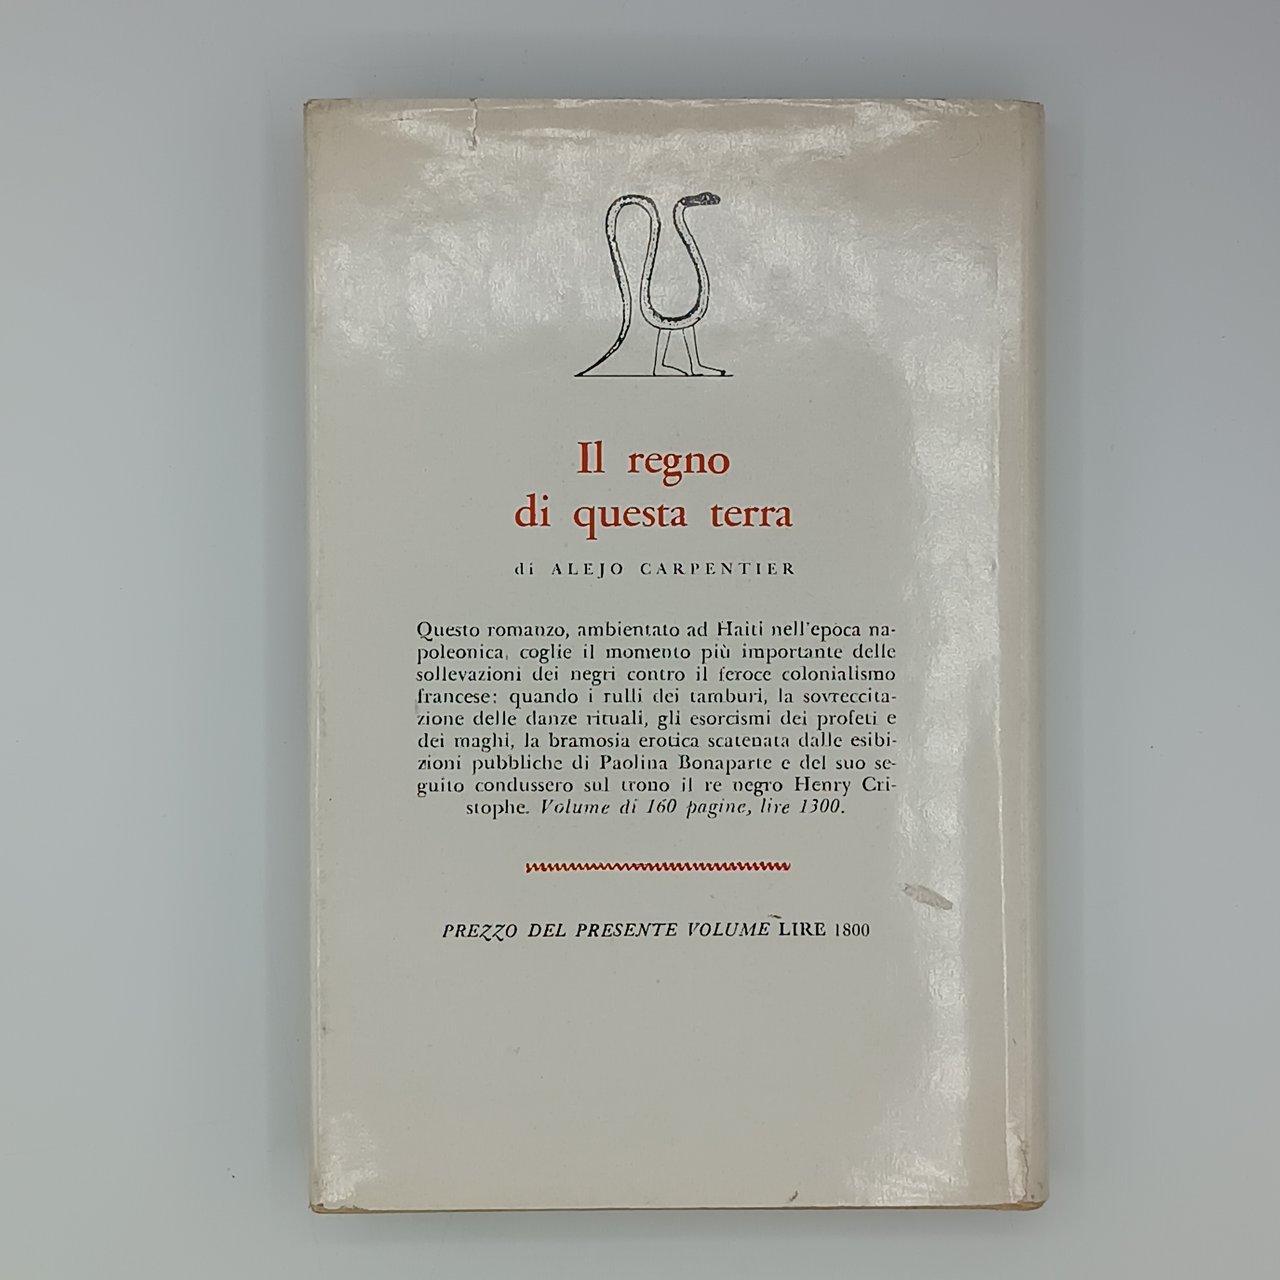 Il regno
di questa terra
di ALEJO CARPENTIER
Questo romanzo, ambientato ad Haiti nell'epoca na-
poleonica, coglie il momento più importante delle
sollevazioni dei negri contro il feroce colonialismo
francese: quando i rulli dei tamburi, la sovreccita-
zione delle danze rituali, gli esorcismi dei profeti e
dei maghi, la bramosia erotica scatenata dalle esibi-
zioni pubbliche di Paolina Bonaparte e del suo se-
guito condussero sul trono il re negro Henry Cri-
stophe. Volume di 160 pagine, lire 1300.
PREZZO DEL PRESENTE VOLUME LIRE 1800